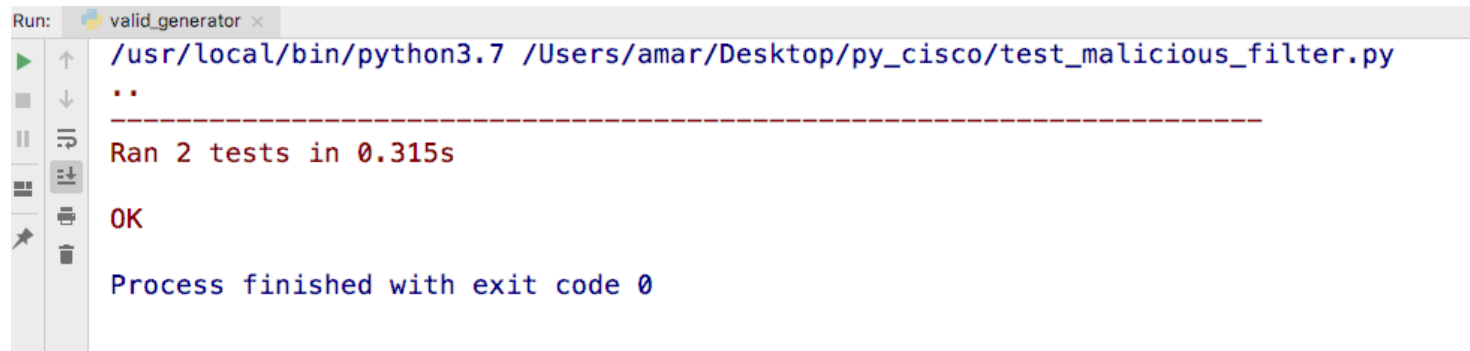 Run: valid_generator ×
/usr/local/bin/python3.7 /Users/amar/Desktop/py_cisco/test_malicious_filter.py
..
----------------------------------------------------------------------
Ran 2 tests in 0.315s
OK
Process finished with exit code 0